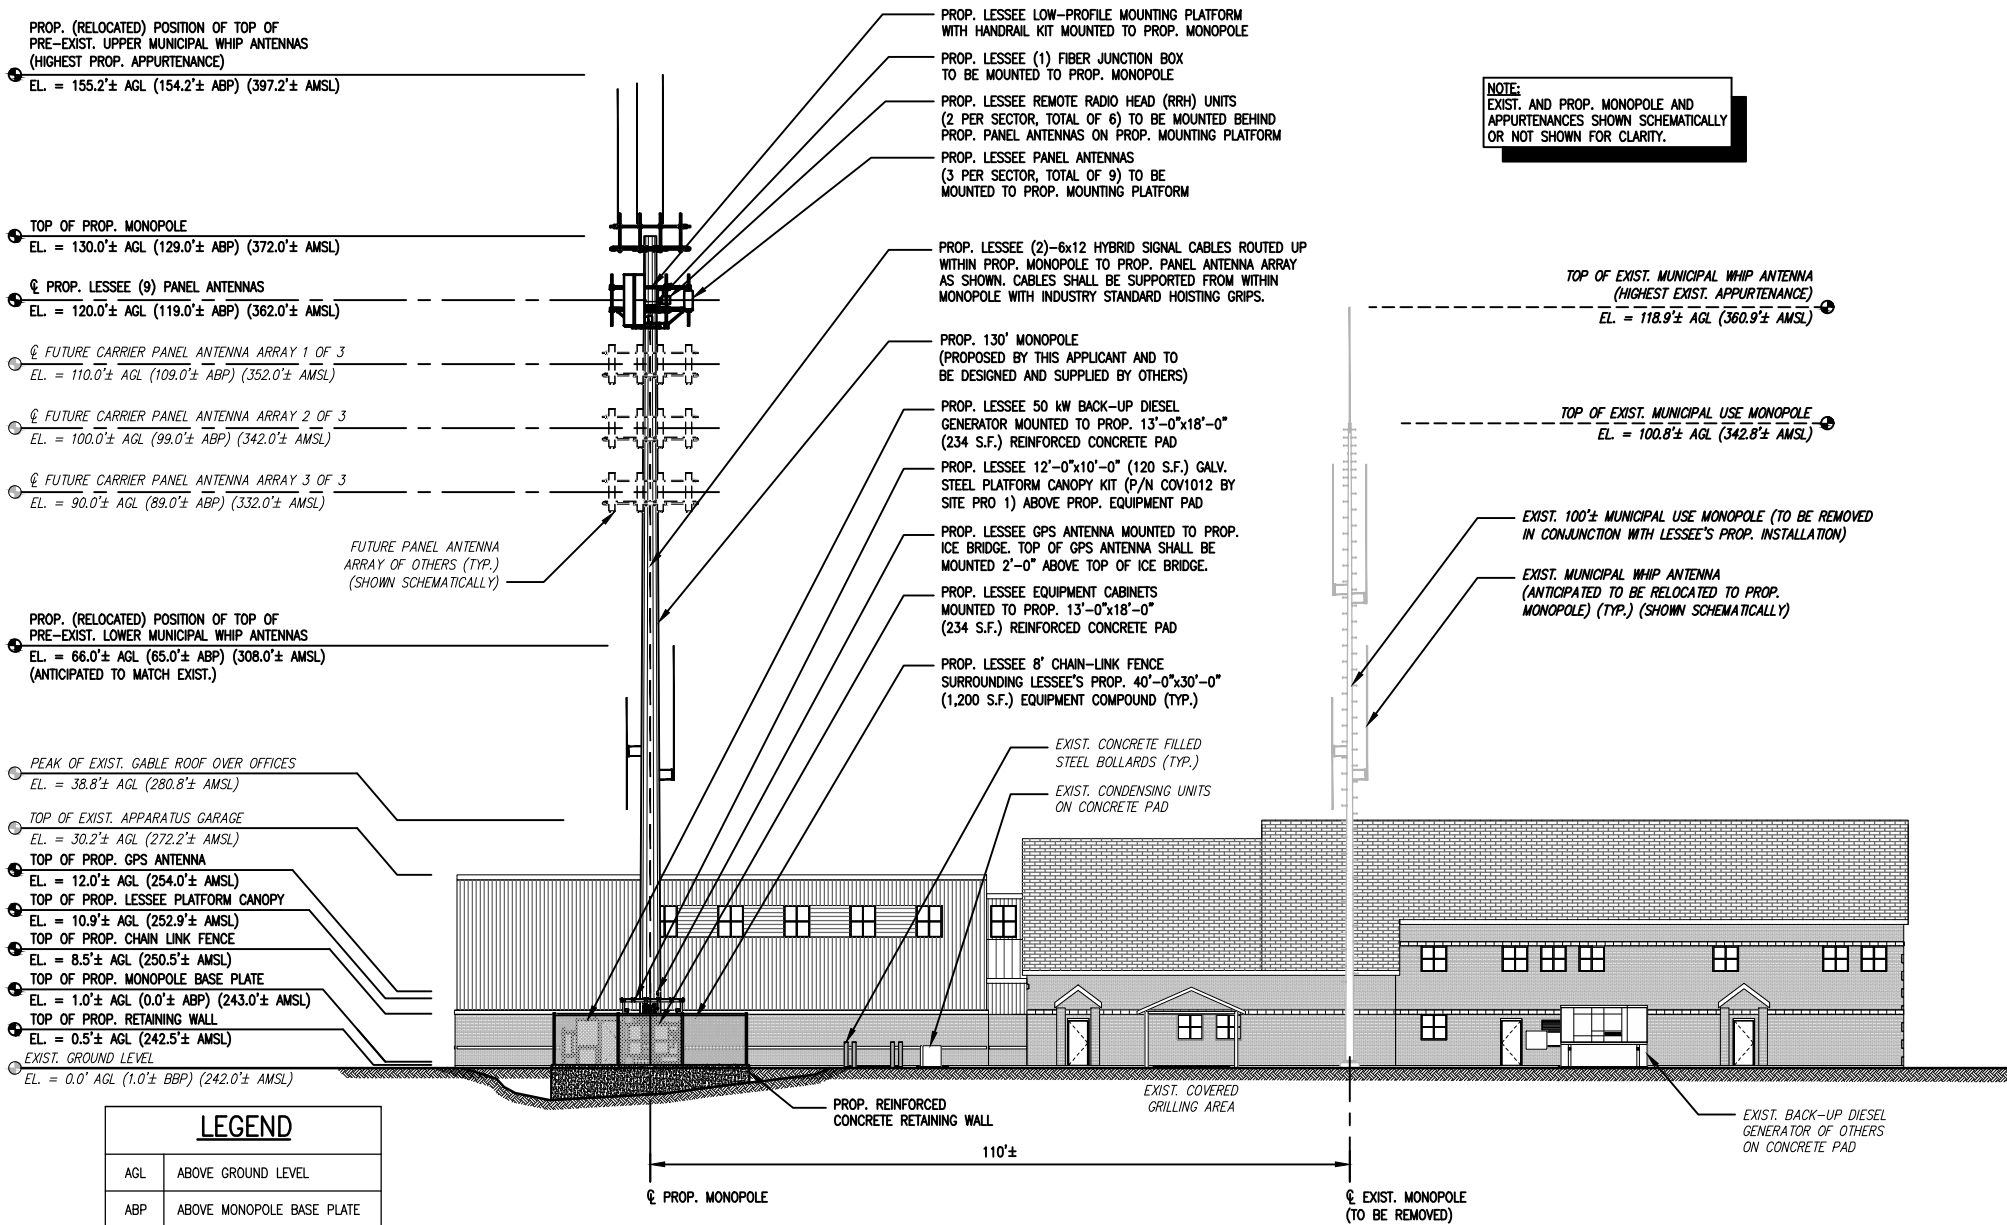 PROP. (RELOCATED) POSITION OF TOP OF
PRE-EXIST. UPPER MUNICIPAL WHIP ANTENNAS
(HIGHEST PROP. APPURTENANCE)
EL. = 155.2'± AGL (154.2'± ABP) (397.2'± AMSL)
TOP OF PROP. MONOPOLE
EL. = 130.0'± AGL (129.0'± ABP) (372.0'± AMSL)
℄ PROP. LESSEE (9) PANEL ANTENNAS
EL. = 120.0'± AGL (119.0'± ABP) (362.0'± AMSL)
℄ FUTURE CARRIER PANEL ANTENNA ARRAY 1 OF 3
EL. = 110.0'± AGL (109.0'± ABP) (352.0'± AMSL)
℄ FUTURE CARRIER PANEL ANTENNA ARRAY 2 OF 3
EL. = 100.0'± AGL (99.0'± ABP) (342.0'± AMSL)
℄ FUTURE CARRIER PANEL ANTENNA ARRAY 3 OF 3
EL. = 90.0'± AGL (89.0'± ABP) (332.0'± AMSL)
FUTURE PANEL ANTENNA
ARRAY OF OTHERS (TYP.)
(SHOWN SCHEMATICALLY)
PROP. (RELOCATED) POSITION OF TOP OF
PRE-EXIST. LOWER MUNICIPAL WHIP ANTENNAS
EL. = 66.0'± AGL (65.0'± ABP) (308.0'± AMSL)
(ANTICIPATED TO MATCH EXIST.)
PEAK OF EXIST. GABLE ROOF OVER OFFICES
EL. = 38.8'± AGL (280.8'± AMSL)
TOP OF EXIST. APPARATUS GARAGE
EL. = 30.2'± AGL (272.2'± AMSL)
TOP OF PROP. GPS ANTENNA
EL. = 12.0'± AGL (254.0'± AMSL)
TOP OF PROP. LESSEE PLATFORM CANOPY
EL. = 10.9'± AGL (252.9'± AMSL)
TOP OF PROP. CHAIN LINK FENCE
EL. = 8.5'± AGL (250.5'± AMSL)
TOP OF PROP. MONOPOLE BASE PLATE
EL. = 1.0'± AGL (0.0'± ABP) (243.0'± AMSL)
TOP OF PROP. RETAINING WALL
EL. = 0.5'± AGL (242.5'± AMSL)
EXIST. GROUND LEVEL
EL. = 0.0' AGL (1.0'± BBP) (242.0'± AMSL)
PROP. LESSEE LOW-PROFILE MOUNTING PLATFORM
WITH HANDRAIL KIT MOUNTED TO PROP. MONOPOLE
PROP. LESSEE (1) FIBER JUNCTION BOX
TO BE MOUNTED TO PROP. MONOPOLE
PROP. LESSEE REMOTE RADIO HEAD (RRH) UNITS
(2 PER SECTOR, TOTAL OF 6) TO BE MOUNTED BEHIND
PROP. PANEL ANTENNAS ON PROP. MOUNTING PLATFORM
PROP. LESSEE PANEL ANTENNAS
(3 PER SECTOR, TOTAL OF 9) TO BE
MOUNTED TO PROP. MOUNTING PLATFORM
PROP. LESSEE (2)-6x12 HYBRID SIGNAL CABLES ROUTED UP
WITHIN PROP. MONOPOLE TO PROP. PANEL ANTENNA ARRAY
AS SHOWN. CABLES SHALL BE SUPPORTED FROM WITHIN
MONOPOLE WITH INDUSTRY STANDARD HOISTING GRIPS.
PROP. 130' MONOPOLE
(PROPOSED BY THIS APPLICANT AND TO
BE DESIGNED AND SUPPLIED BY OTHERS)
PROP. LESSEE 50 kW BACK-UP DIESEL
GENERATOR MOUNTED TO PROP. 13'-0"x18'-0"
(234 S.F.) REINFORCED CONCRETE PAD
PROP. LESSEE 12'-0"x10'-0" (120 S.F.) GALV.
STEEL PLATFORM CANOPY KIT (P/N COV1012 BY
SITE PRO 1) ABOVE PROP. EQUIPMENT PAD
PROP. LESSEE GPS ANTENNA MOUNTED TO PROP.
ICE BRIDGE. TOP OF GPS ANTENNA SHALL BE
MOUNTED 2'-0" ABOVE TOP OF ICE BRIDGE.
PROP. LESSEE EQUIPMENT CABINETS
MOUNTED TO PROP. 13'-0"x18'-0"
(234 S.F.) REINFORCED CONCRETE PAD
PROP. LESSEE 8' CHAIN-LINK FENCE
SURROUNDING LESSEE'S PROP. 40'-0"x30'-0"
(1,200 S.F.) EQUIPMENT COMPOUND (TYP.)
EXIST. CONCRETE FILLED
STEEL BOLLARDS (TYP.)
EXIST. CONDENSING UNITS
ON CONCRETE PAD
NOTE:
EXIST. AND PROP. MONOPOLE AND
APPURTENANCES SHOWN SCHEMATICALLY
OR NOT SHOWN FOR CLARITY.
TOP OF EXIST. MUNICIPAL WHIP ANTENNA
(HIGHEST EXIST. APPURTENANCE)
EL. = 118.9'± AGL (360.9'± AMSL)
TOP OF EXIST. MUNICIPAL USE MONOPOLE
EL. = 100.8'± AGL (342.8'± AMSL)
EXIST. 100'± MUNICIPAL USE MONOPOLE (TO BE REMOVED
IN CONJUNCTION WITH LESSEE'S PROP. INSTALLATION)
EXIST. MUNICIPAL WHIP ANTENNA
(ANTICIPATED TO BE RELOCATED TO PROP.
MONOPOLE) (TYP.) (SHOWN SCHEMATICALLY)
PROP. REINFORCED
CONCRETE RETAINING WALL
EXIST. COVERED
GRILLING AREA
EXIST. BACK-UP DIESEL
GENERATOR OF OTHERS
ON CONCRETE PAD
110'±
℄ PROP. MONOPOLE
℄ EXIST. MONOPOLE
(TO BE REMOVED)
LEGEND
AGL ABOVE GROUND LEVEL
ABP ABOVE MONOPOLE BASE PLATE